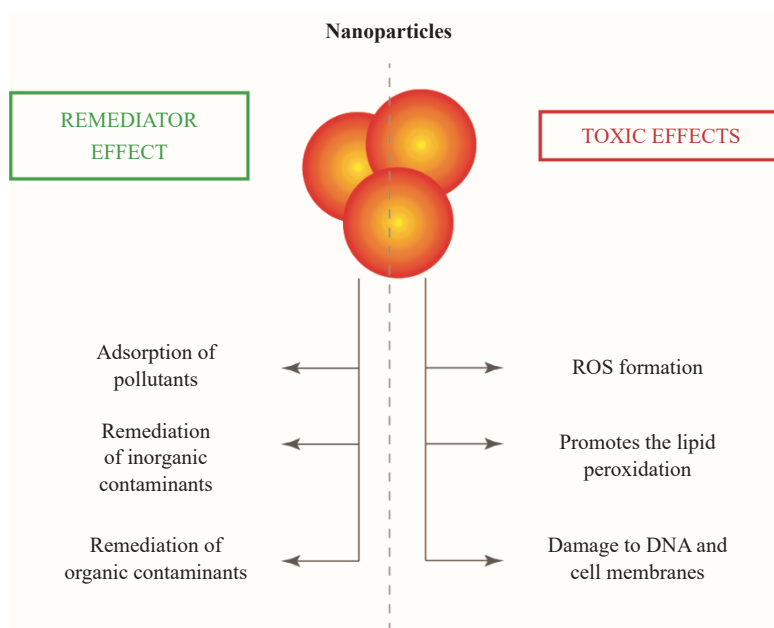 Nanoparticles
REMEDIATOR
EFFECT
TOXIC EFFECTS
Adsorption of
pollutants
Remediation
of inorganic
contaminants
Remediation of
organic contaminants
ROS formation
Promotes the lipid
peroxidation
Damage to DNA and
cell membranes